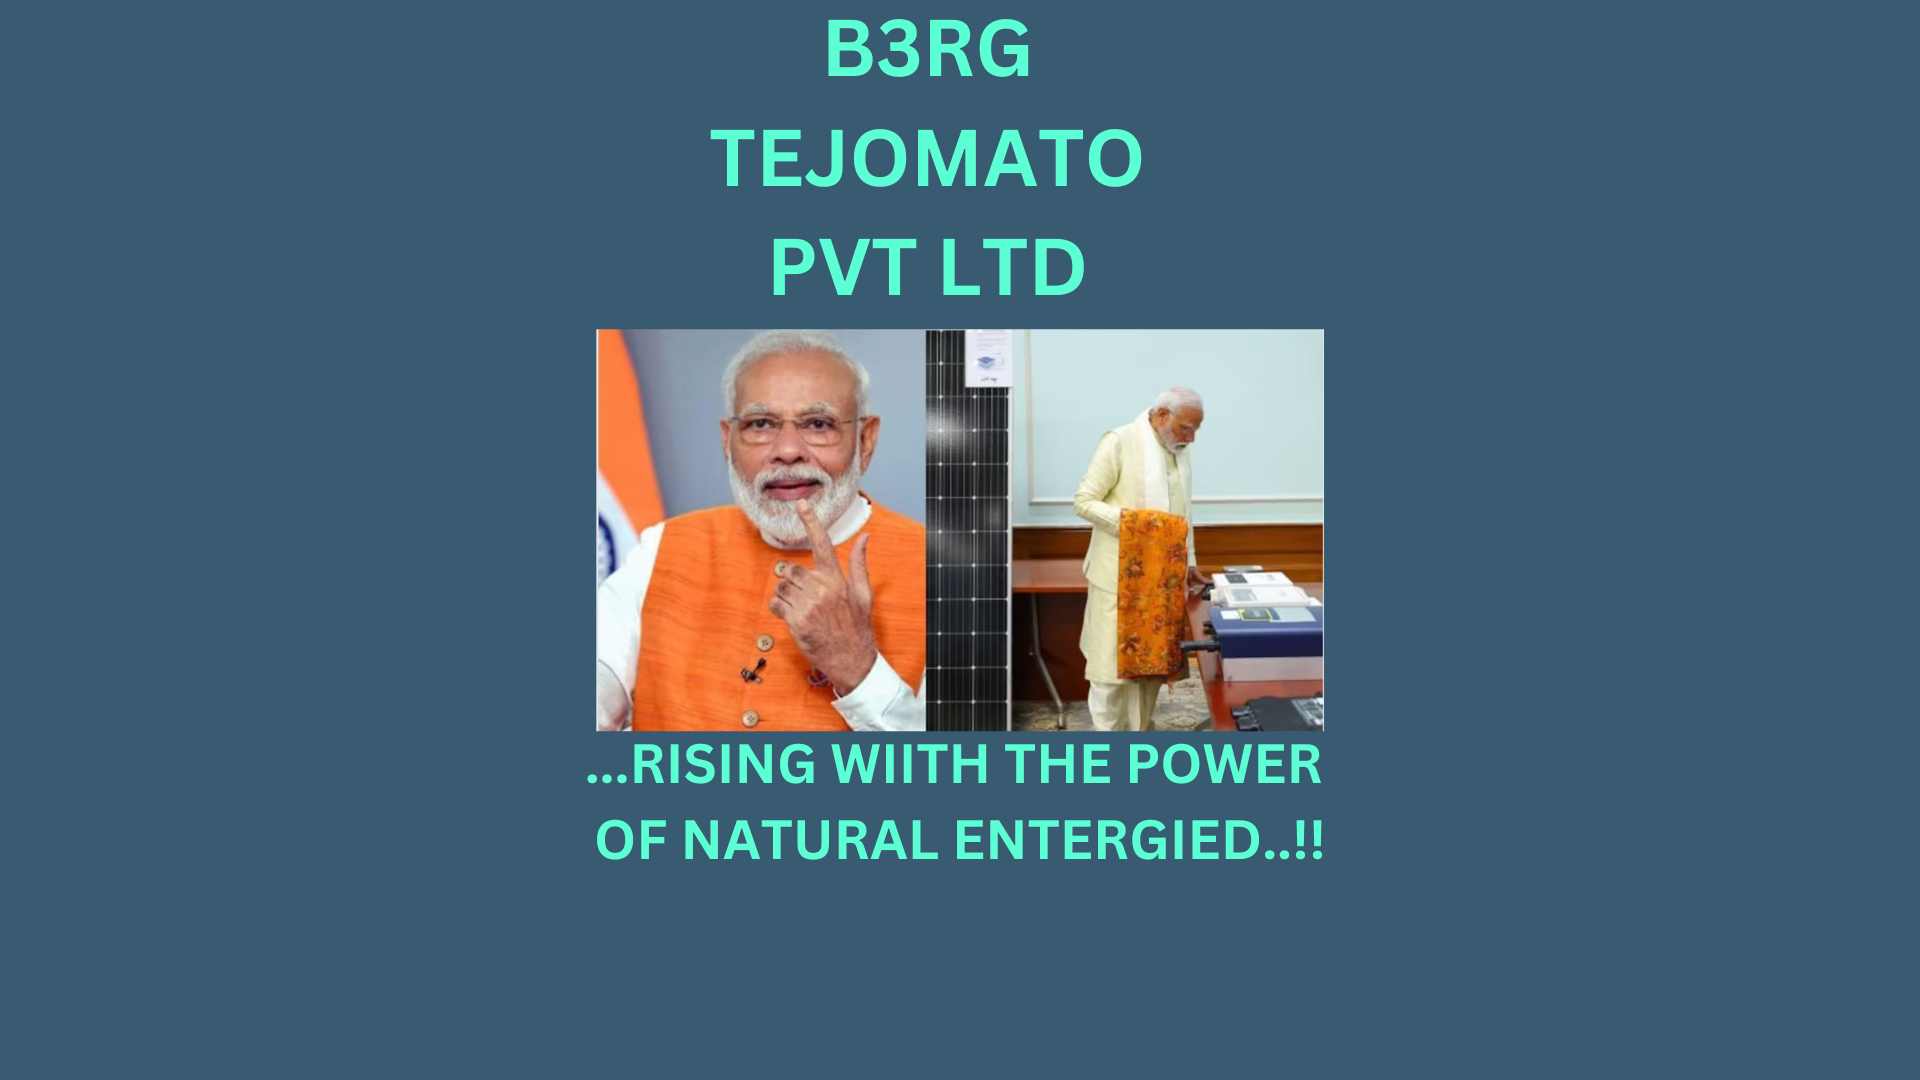 B3RG
TEJOMATO
PVT LTD
...RISING WIITH THE POWER
OF NATURAL ENTERGIED..!!